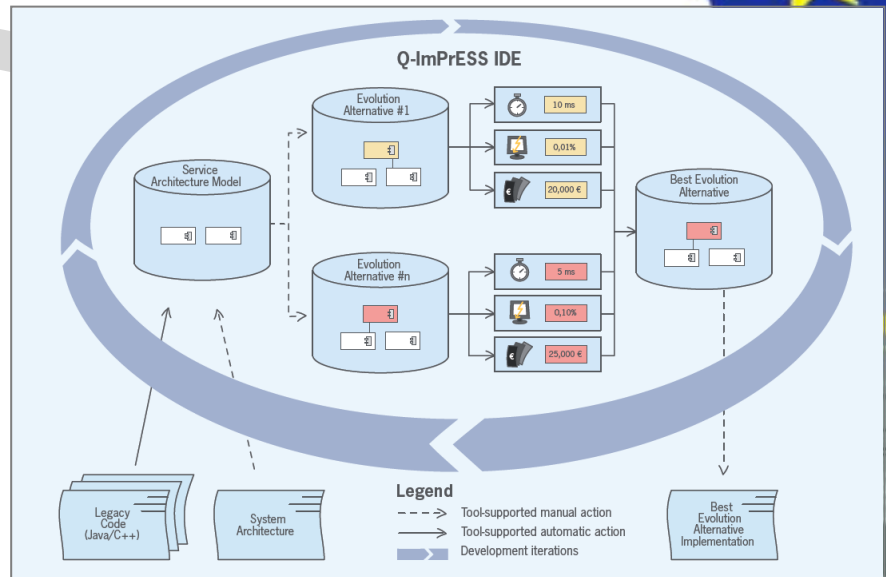 Q-ImPrESS IDE
Evolution
Alternative #1
10 ms
0,01%
20,000 €
€
Service
Architecture Model
Best Evolution
Alternative
Evolution
Alternative #n
5 ms
0,10%
25,000 €
€
Legacy
Code
(Java/C++)
System
Architecture
Legend
Tool-supported manual action
Tool-supported automatic action
Development iterations
Best
Evolution
Alternative
Implementation